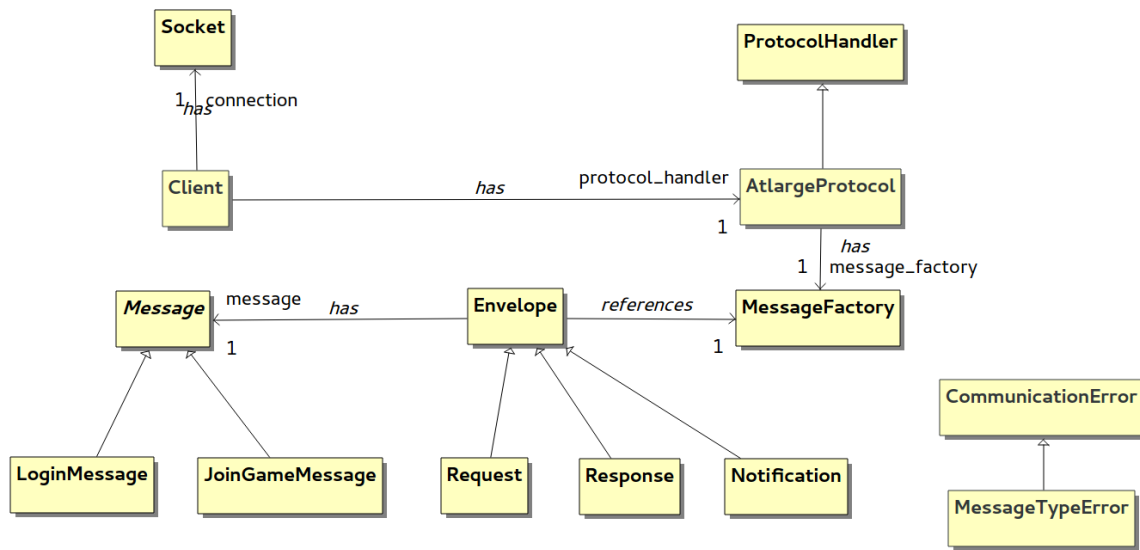 Socket
ProtocolHandler
1 connection
has
Client
has
protocol_handler
1
AtlargeProtocol
has
1 message_factory
Message
message
1
has
Envelope
references
1
MessageFactory
CommunicationError
LoginMessage
JoinGameMessage
Request
Response
Notification
MessageTypeError